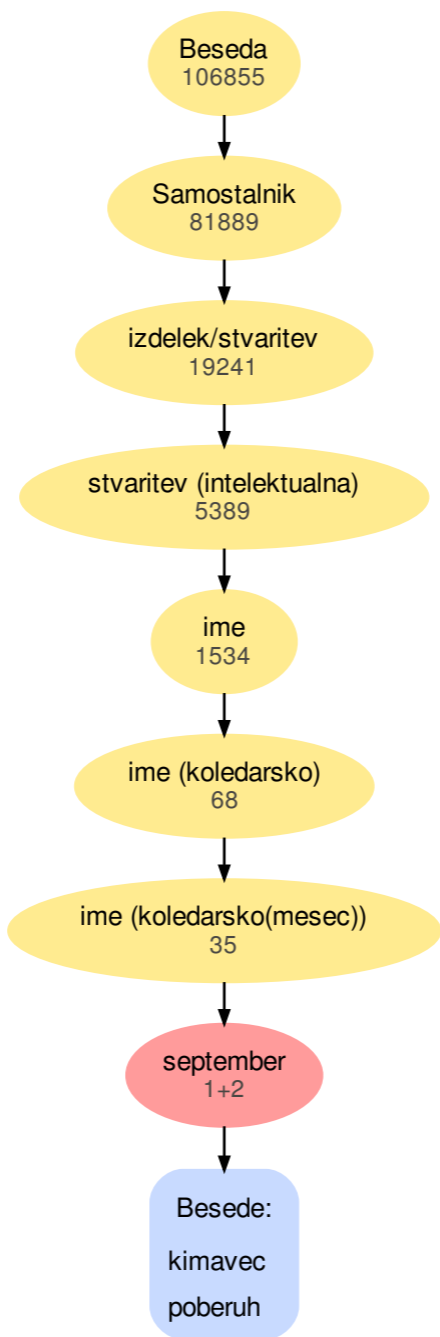 Beseda
106855
Samostalnik
81889
izdelek/stvaritev
19241
stvaritev (intelektualna)
5389
ime
1534
ime (koledarsko)
68
ime (koledarsko(mesec))
35
september
1+2
Besede:
kimavec
poberuh